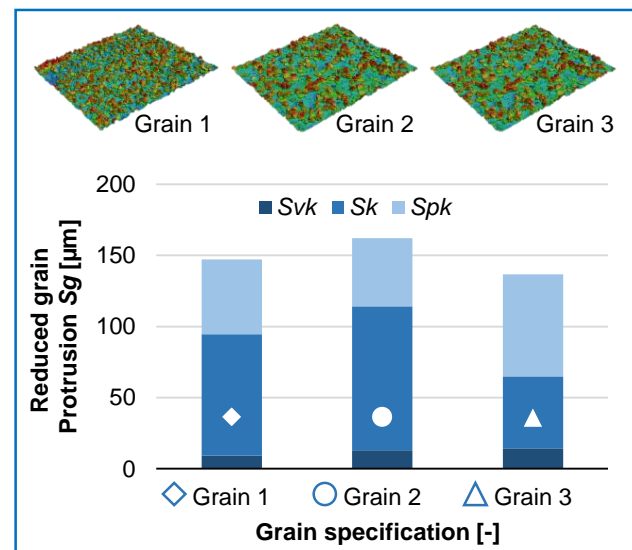 Grain 1 Grain 2 Grain 3
200
Svk Sk Spk
150
100
50
0
Reduced grain
Protrusion Sg [µm]
Grain 1 Grain 2 Grain 3
Grain specification [-]